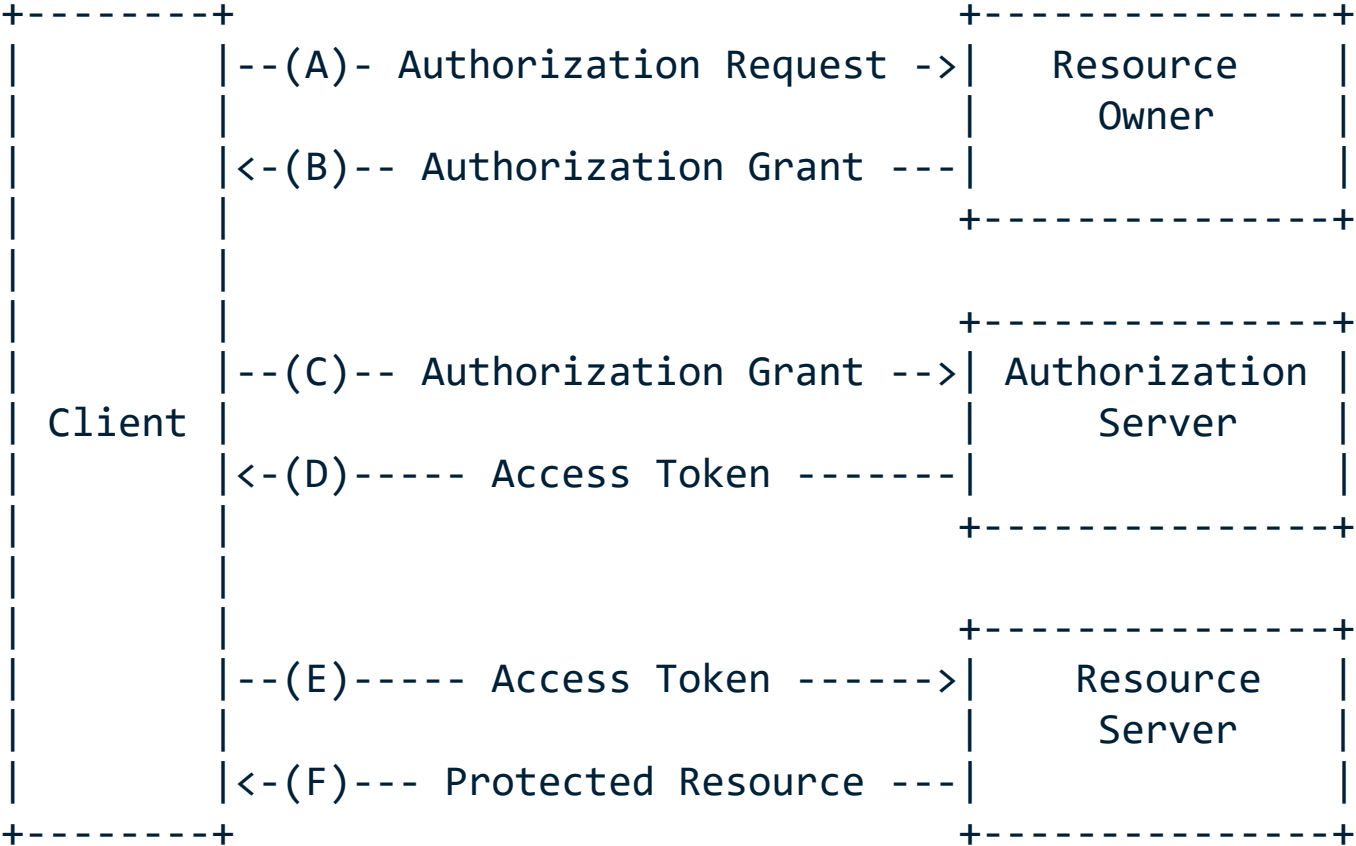 +--------+                               +---------------+
|        |--(A)- Authorization Request ->|   Resource    |
|        |                               |     Owner     |
|        |<-(B)-- Authorization Grant ---|               |
|        |                               +---------------+
|        |
|        |                               +---------------+
|        |--(C)-- Authorization Grant -->| Authorization |
| Client |                               |     Server    |
|        |<-(D)----- Access Token -------|               |
|        |                               +---------------+
|        |
|        |                               +---------------+
|        |--(E)----- Access Token ------>|    Resource   |
|        |                               |     Server    |
|        |<-(F)--- Protected Resource ---|               |
+--------+                               +---------------+